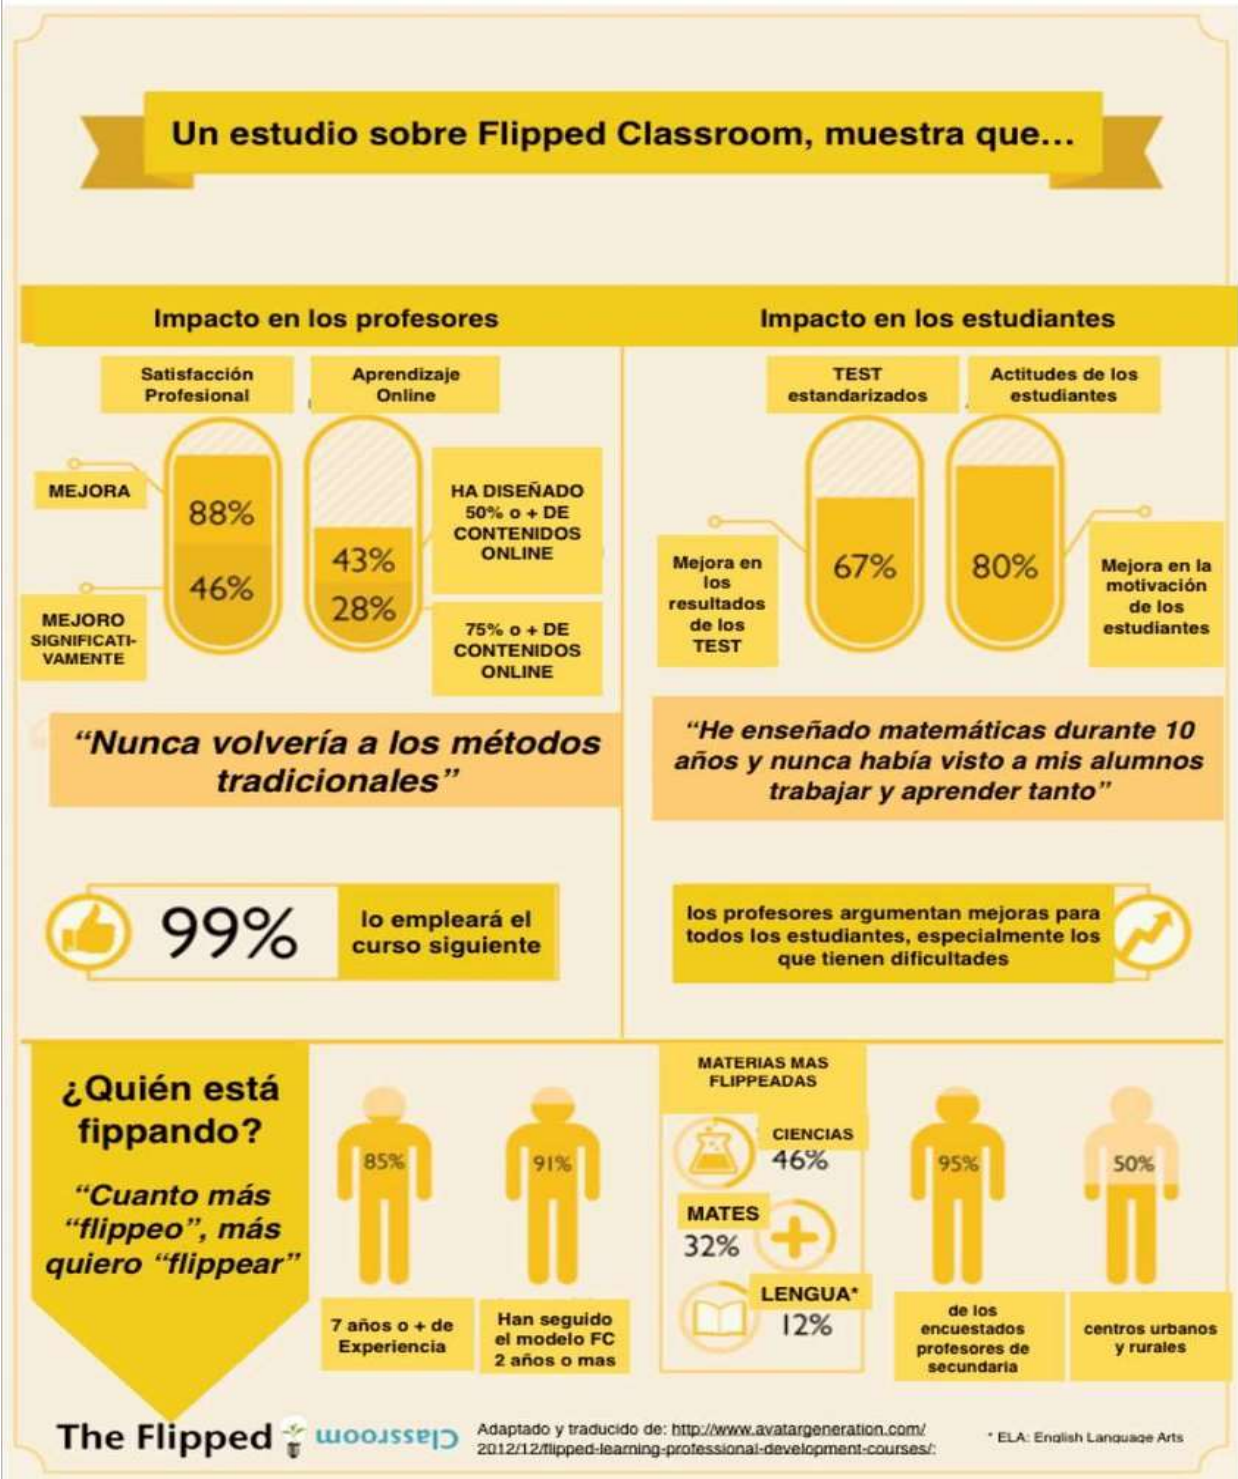 Un estudio sobre Flipped Classroom, muestra que...
Impacto en los profesores
Satisfacción
Profesional
Aprendizaje
Online
MEJORA
88%
46%
MEJORO
SIGNIFICATI-
VAMENTE
43%
28%
HA DISEÑADO
50% o + DE
CONTENIDOS
ONLINE
75% o + DE
CONTENIDOS
ONLINE
“Nunca volvería a los métodos
tradicionales”
99%
lo empleará el
curso siguiente
Impacto en los estudiantes
TEST
estandarizados
Actitudes de los
estudiantes
Mejora en
los
resultados
de los
TEST
67%
80%
Mejora en la
motivación
de los
estudiantes
“He enseñado matemáticas durante 10
años y nunca había visto a mis alumnos
trabajar y aprender tanto”
los profesores argumentan mejoras para
todos los estudiantes, especialmente los
que tienen dificultades
¿Quién está
fippando?
“Cuanto más
“flippeo”, más
quiero “flippear”
85%
7 años o + de
Experiencia
91%
Han seguido
el modelo FC
2 años o mas
MATERIAS MAS
FLIPPEADAS
CIENCIAS
46%
MATES
32%
LENGUA*
12%
95%
de los
encuestados
profesores de
secundaria
50%
centros urbanos
y rurales
The Flipped Classroom
Adaptado y traducido de: http://www.avatargeneration.com/
2012/12/flipped-learning-professional-development-courses/:
* ELA: English Language Arts